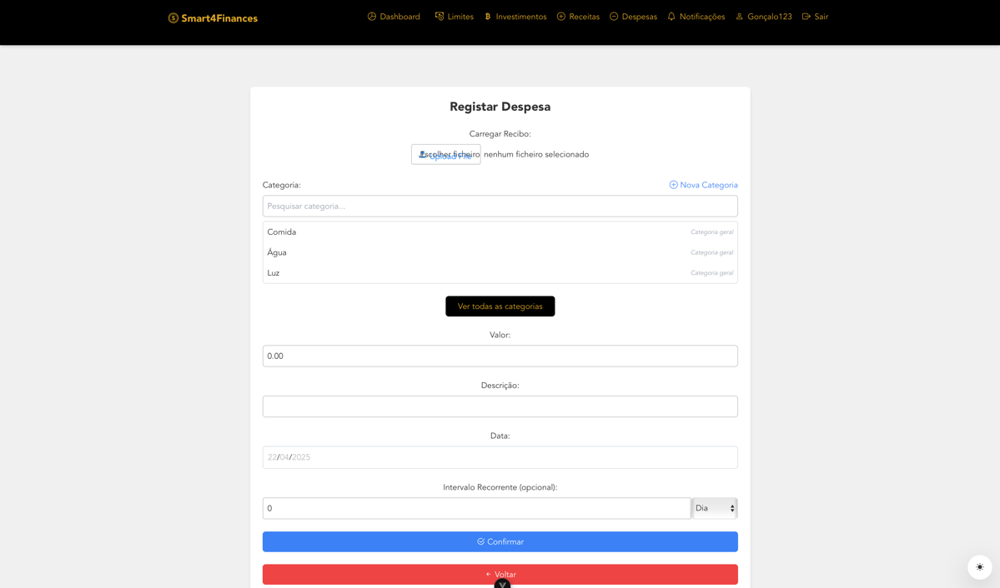 Smart4Finances
Dashboard Limites Investimentos Receitas Despesas Notificações Gonçalo123 Sair
Registar Despesa
Carregar Recibo:
Escolher ficheiro Upload File nenhum ficheiro selecionado
Categoria: Nova Categoria
Pesquisar categoria...
Comida Categoria geral
Água Categoria geral
Luz Categoria geral
Ver todas as categorias
Valor:
0.00
Descrição:
Data:
22/04/2025
Intervalo Recorrente (opcional):
0 Dia
Confirmar
Voltar